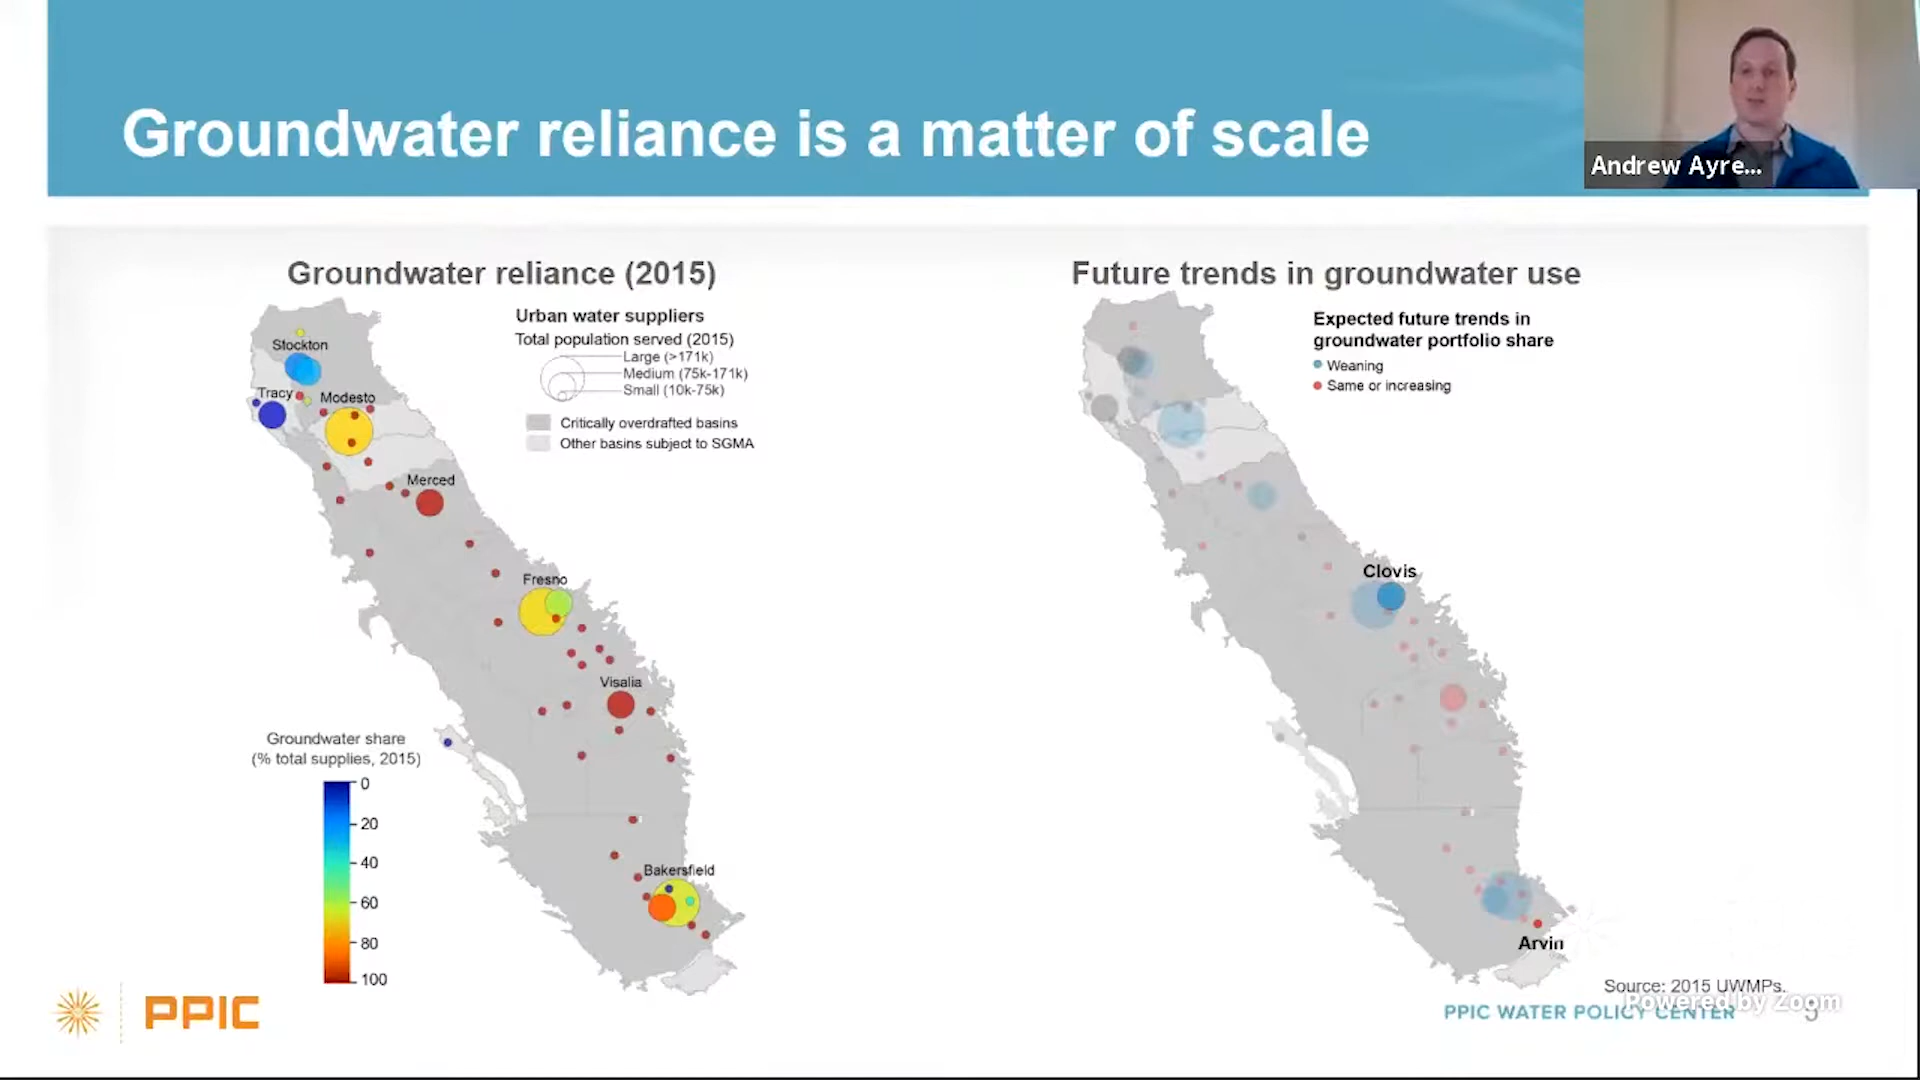 Groundwater reliance is a matter of scale
Andrew Ayre...
Groundwater reliance (2015)
Urban water suppliers
Total population served (2015)
Large (>171k)
Medium (75k-171k)
Small (10k-75k)
Critically overdrafted basins
Other basins subject to SGMA
Stockton
Tracy
Modesto
Merced
Fresno
Visalia
Bakersfield
Groundwater share
(% total supplies, 2015)
0
20
40
60
80
100
Future trends in groundwater use
Expected future trends in
groundwater portfolio share
Weaning
Same or increasing
Clovis
Arvin
Source: 2015 UWMPs.
Powered by Zoom
PPIC
PPIC WATER POLICY CENTER
9